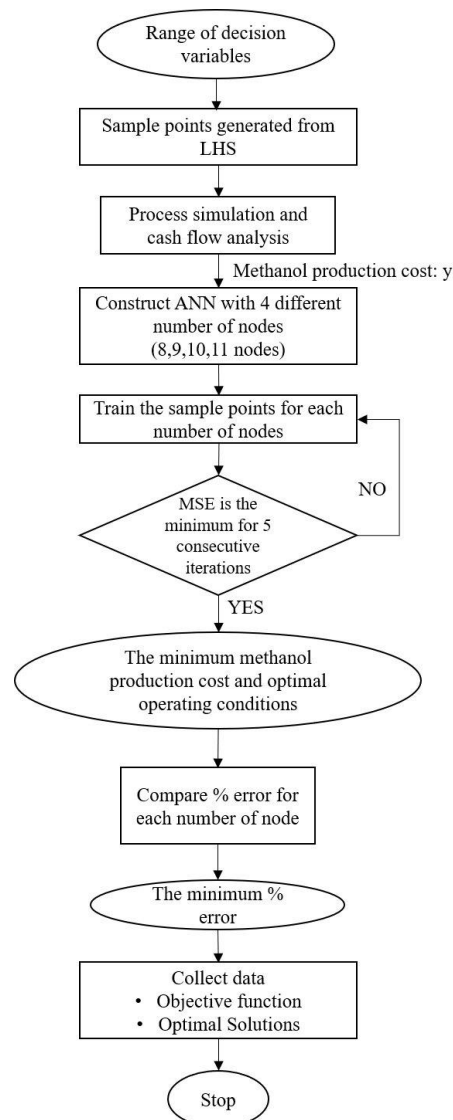 Range of decision
variables
Sample points generated from
LHS
Process simulation and
cash flow analysis
Methanol production cost: y
Construct ANN with 4 different
number of nodes
(8,9,10,11 nodes)
Train the sample points for each
number of nodes
NO
MSE is the
minimum for 5
consecutive
iterations
YES
The minimum methanol
production cost and optimal
operating conditions
Compare % error for
each number of node
The minimum %
error
Collect data
• Objective function
• Optimal Solutions
Stop